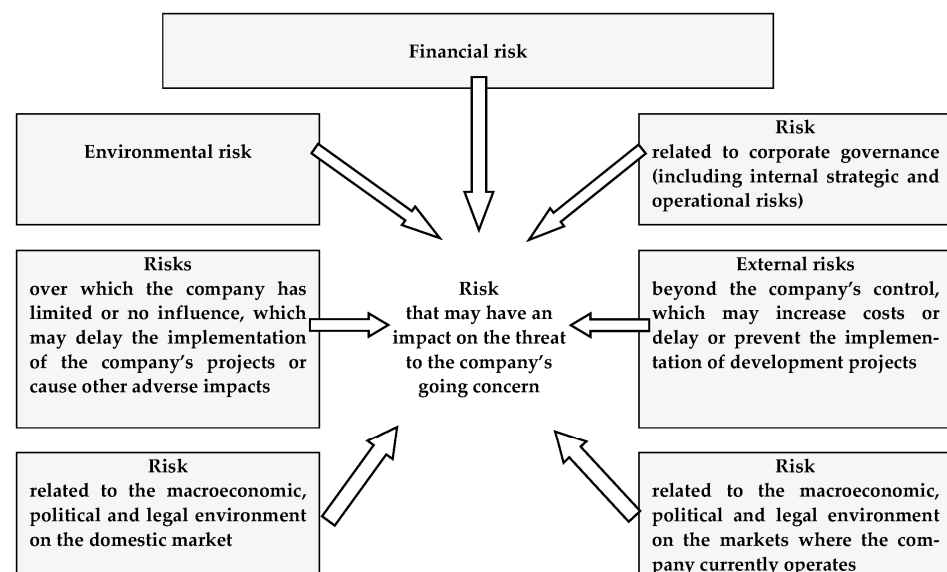 Financial risk
Environmental risk
Risk
related to corporate governance
(including internal strategic and
operational risks)
Risks
over which the company has
limited or no influence, which
may delay the implementation
of the company's projects or
cause other adverse impacts
Risk
that may have an
impact on the threat
to the company's
going concern
External risks
beyond the company's control,
which may increase costs or
delay or prevent the implemen-
tation of development projects
Risk
related to the macroeconomic,
political and legal environment
on the domestic market
Risk
related to the macroeconomic,
political and legal environment
on the markets where the com-
pany currently operates